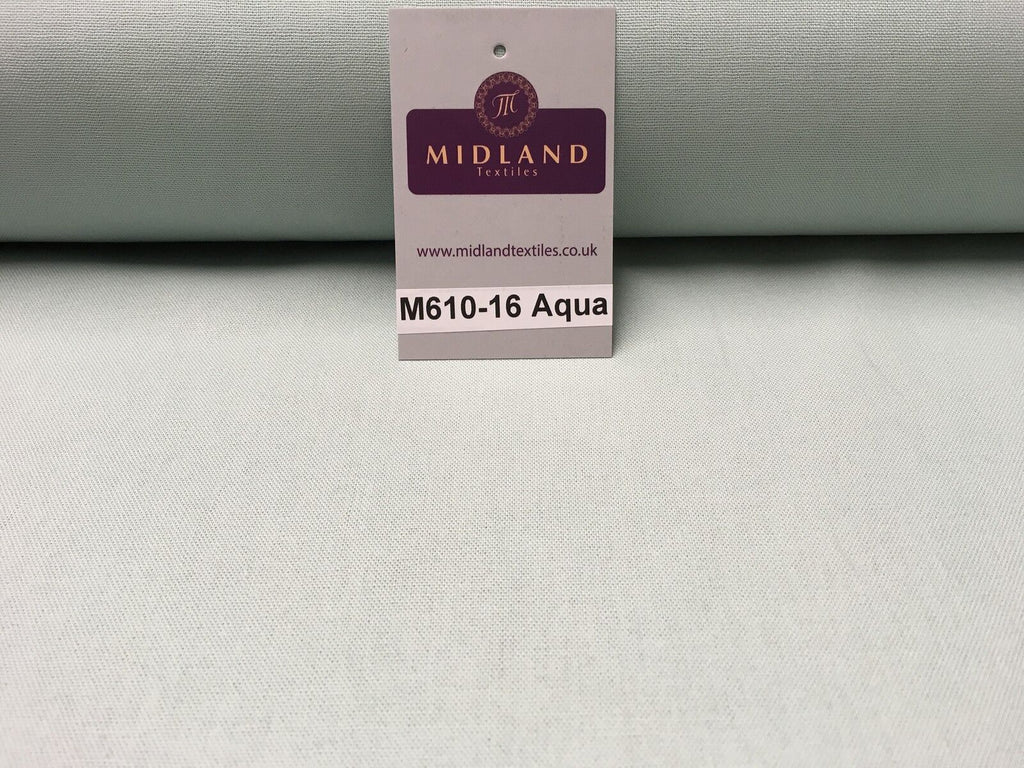 MIDLAND
Textiles
www.midlandtextiles.co.uk
M610-16 Aqua